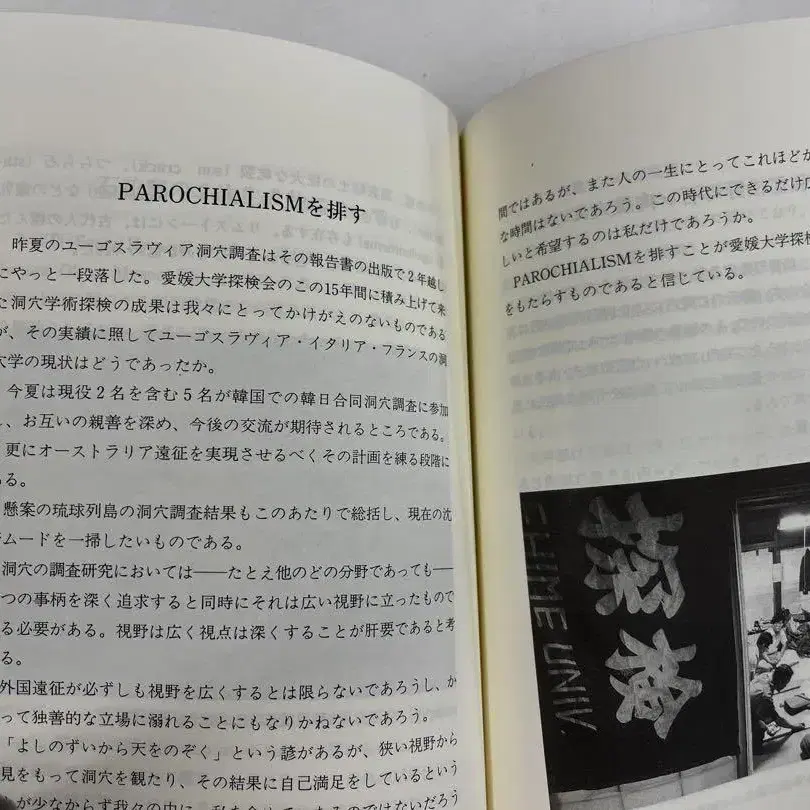 PAROCHIALISMを排す
昨夏のユーゴスラヴィア洞穴調査はその報告書の出版で2年越し
にやっと一段落した。愛媛大学探検会のこの15年間に積み上げて来
た洞穴学術探検の成果は我々にとってかけがえのないものである
が、その実績に照してユーゴスラヴィア・イタリア・フランスの洞
大学の現状はどうであったか。
今夏は現役2名を含む5名が韓国での韓日合同洞穴調査に参加
し、お互いの親善を深め、今後の交流が期待されるところである。
更にオーストラリア遠征を実現させるべくその計画を練る段階に
ある。
懸案の琉球列島の洞穴調査結果もこのあたりで総括し、現在の沈
ムードを一掃したいものである。
洞穴の調査研究においては――たとえ他のどの分野であっても―
つの事柄を深く追求すると同時にそれは広い視野に立ったもので
る必要がある。視野は広く視点は深くすることが肝要であると考
る。
外国遠征が必ずしも視野を広くするとは限らないであろうし、か
って独善的な立場に溺れることにもなりかねないであろう。
「よしのずいから天をのぞく」という諺があるが、狭い視野から
見をもって洞穴を観たり、その結果に自己満足をしているという
が少なからず我々の中に、私を含めているのではないだろう
間ではあるが、また人の一生にとってこれほどか
な時間はないであろう。この時代にできるだけ広
しいと希望するのは私だけであろうか。
PAROCHIALISMを排すことが愛媛大学探検
をもたらすものであると信じている。
探検
EHIME UNIV.